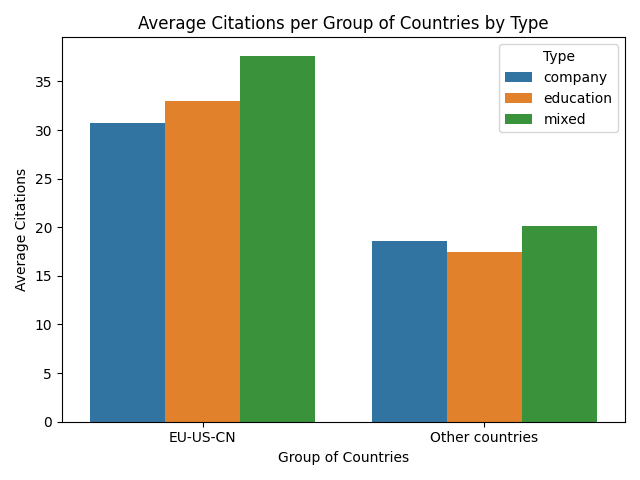 Average Citations per Group of Countries by Type
Average Citations
35
30
25
20
15
10
5
0
Type
company
education
mixed
EU-US-CN
Other countries
Group of Countries